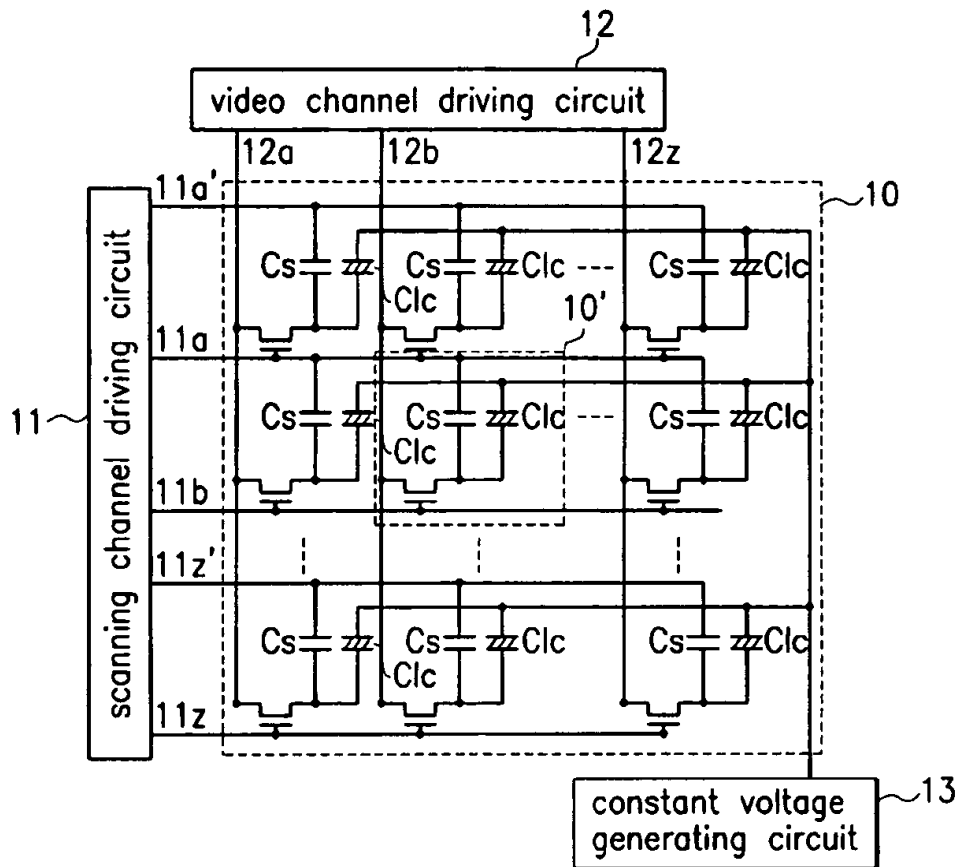 12
video channel driving circuit
12a 12b 12z
11a'
10
Cs Cs Clc Cs Clc
Clc
10'
11a
Cs Cs Clc Cs Clc
Clc
11
scanning channel driving circuit
11b
11z'
Cs Cs Clc Cs Clc
Clc
11z
constant voltage
generating circuit
13